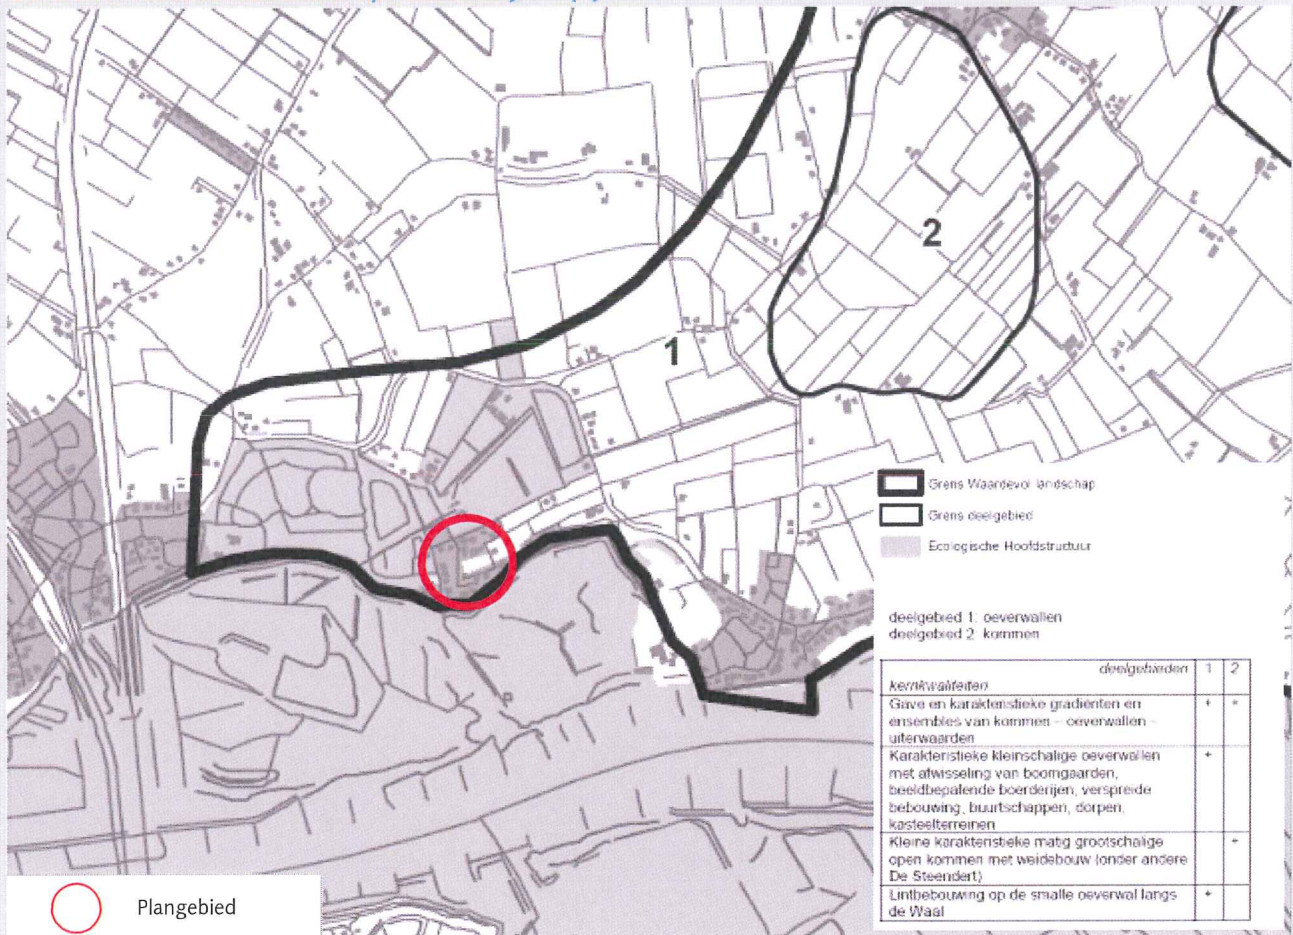 2
1
Grens Waardevol landschap
Grens deelgebied
Ecologische Hoofdstructuur
deelgebied 1: oeverwallen
deelgebied 2: kommen
deelgebieden 1 2
kernkwaliteiten
Gave en karakteristieke gradiënten en + +
ensembles van kommen – oeverwallen –
uiterwaarden
Karakteristieke kleinschalige oeverwallen +
met afwisseling van boomgaarden,
beeldbepalende boerderijen, verspreide
bebouwing, buurtschappen, dorpen,
kasteelterreinen
Kleine karakteristieke matig grootschalige +
open kommen met weidebouw (onder andere
De Steendert)
Lintbebouwing op de smalle oeverwal langs +
de Waal
Plangebied